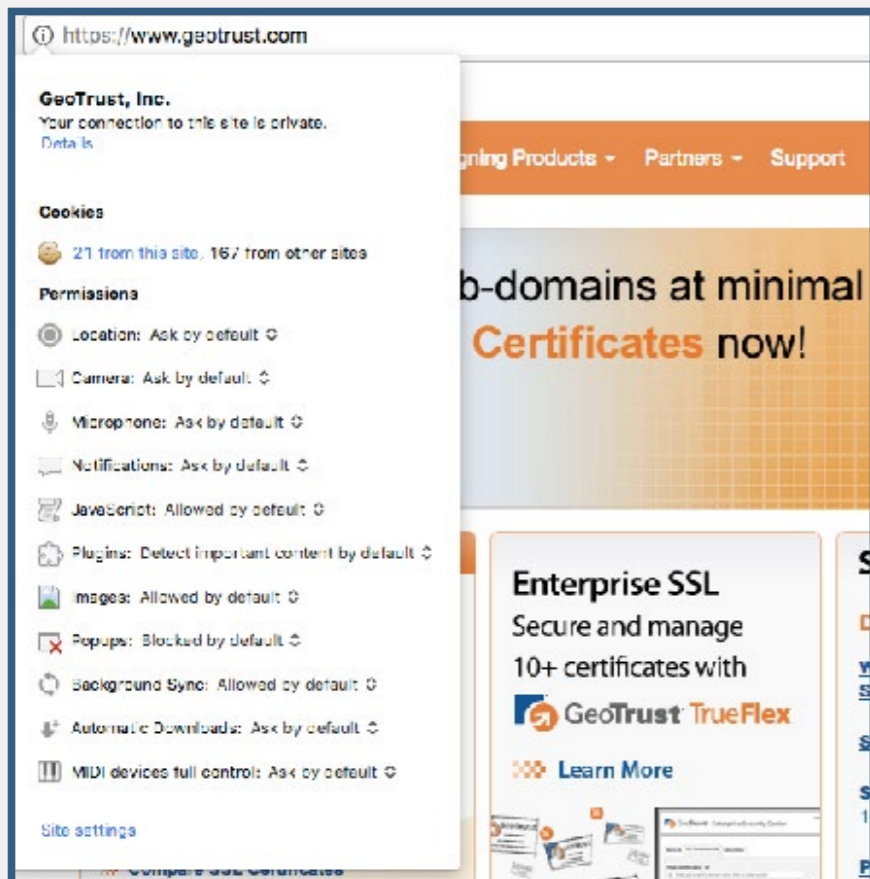 https://www.geotrust.com
GeoTrust, Inc.
Your connection to this site is private.
Details
Cookies
21 from this site, 167 from other sites
Permissions
Location: Ask by default
Camera: Ask by default
Microphone: Ask by default
Notifications: Ask by default
JavaScript: Allowed by default
Plugins: Detect important content by default
Images: Allowed by default
Popups: Blocked by default
Background Sync: Allowed by default
Automatic Downloads: Ask by default
MIDI devices full control: Ask by default
Site settings
gning Products Partners Support
b-domains at minimal
Certificates now!
Enterprise SSL
Secure and manage
10+ certificates with
GeoTrust TrueFlex
Learn More
Compare SSL Certificates